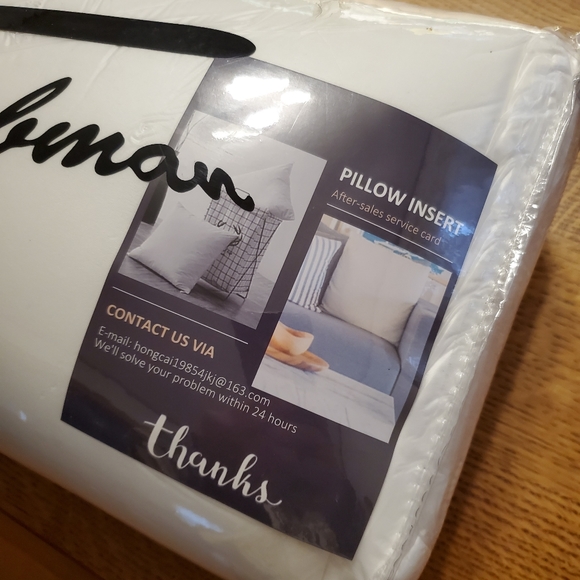 PILLOW INSERT
After-sales service card
CONTACT US VIA
E-mail: hongcai19854jkj@163.com
We'll solve your problem within 24 hours
thanks